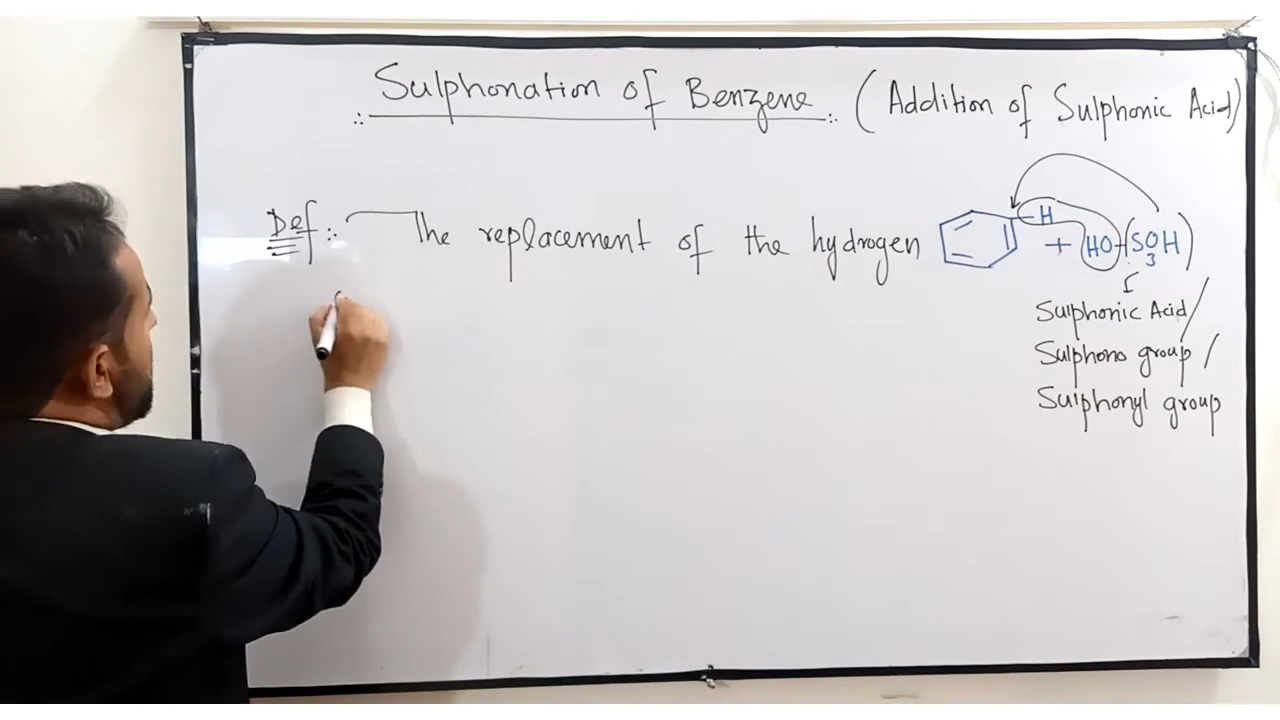 Sulphonation of Benzene (Addition of Sulphonic Acid)
Def: The replacement of the hydrogen
H
+ HO-(SO3H)
Sulphonic Acid/
Sulphono group/
Sulphonyl group